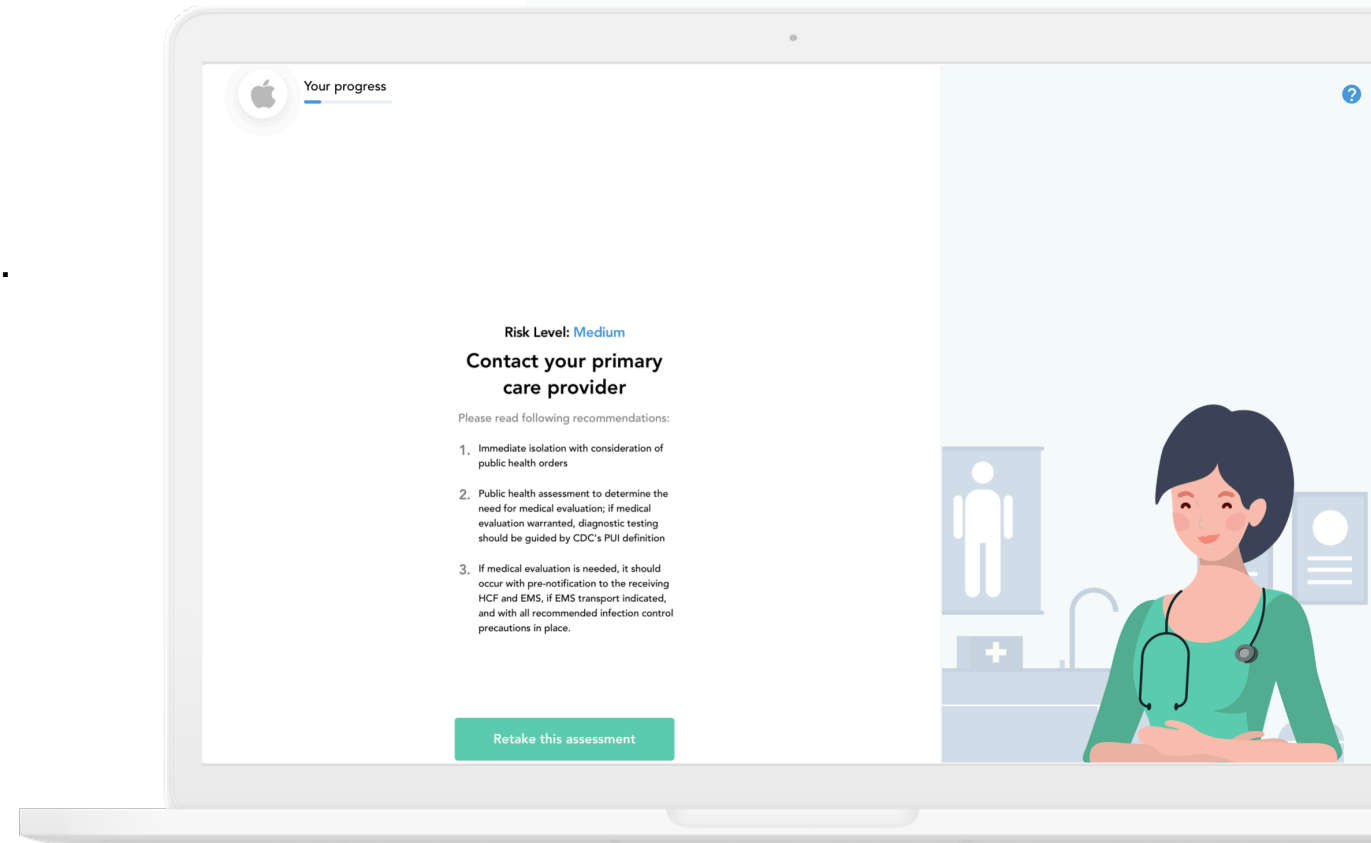 Your progress
?
.
Risk Level: Medium
Contact your primary
care provider
Please read following recommendations:
1. Immediate isolation with consideration of
public health orders
2. Public health assessment to determine the
need for medical evaluation; if medical
evaluation warranted, diagnostic testing
should be guided by CDC's PUI definition
3. If medical evaluation is needed, it should
occur with pre-notification to the receiving
HCF and EMS, if EMS transport indicated,
and with all recommended infection control
precautions in place.
Retake this assessment